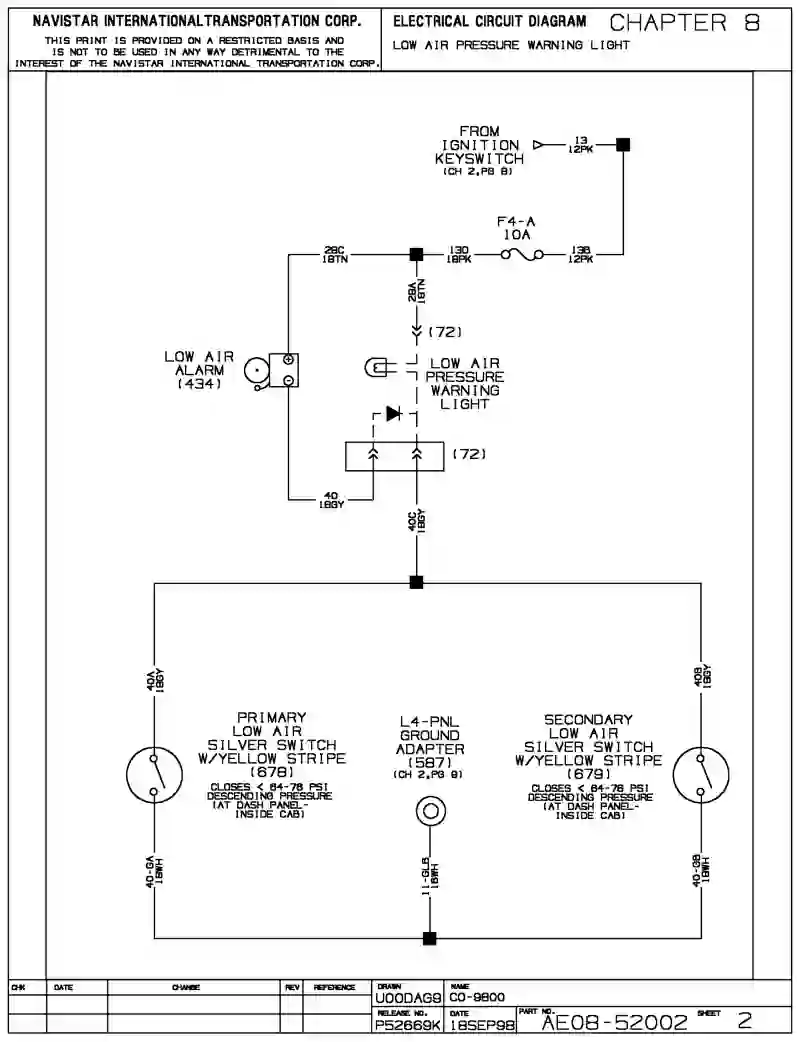 NAVISTAR INTERNATIONALTRANSPORTATION CORP.
THIS PRINT IS PROVIDED ON A RESTRICTED BASIS AND
IS NOT TO BE USED IN ANY WAY DETRIMENTAL TO THE
INTEREST OF THE NAVISTAR INTERNATIONAL TRANSPORTATION CORP.
ELECTRICAL CIRCUIT DIAGRAM CHAPTER 8
LOW AIR PRESSURE WARNING LIGHT
FROM
IGNITION
KEYSWITCH
(CH 2,PG 8)
13
12PK
F4-A
10A
28C
18TN
13D
18PK
13B
12PK
28A
18TN
(72)
LOW AIR
ALARM
(434)
LOW AIR
PRESSURE
WARNING
LIGHT
(72)
40
18GY
40C
18GY
40A
18GY
40B
18GY
PRIMARY
LOW AIR
SILVER SWITCH
W/YELLOW STRIPE
(678)
CLOSES < 64-76 PSI
DESCENDING PRESSURE
(AT DASH PANEL-
INSIDE CAB)
L4-PNL
GROUND
ADAPTER
(587)
(CH 2,PG 9)
SECONDARY
LOW AIR
SILVER SWITCH
W/YELLOW STRIPE
(679)
CLOSES < 64-76 PSI
DESCENDING PRESSURE
(AT DASH PANEL-
INSIDE CAB)
40-GA
18WH
11-GLB
16WH
40-GB
18WH
CHK DATE CHANGE REV REFERENCE
DRAWN
U00DAG9
NAME
CO-9800
RELEASE NO.
P52669K
DATE
18SEP98
PART NO.
AE08-52002
SHEET
2